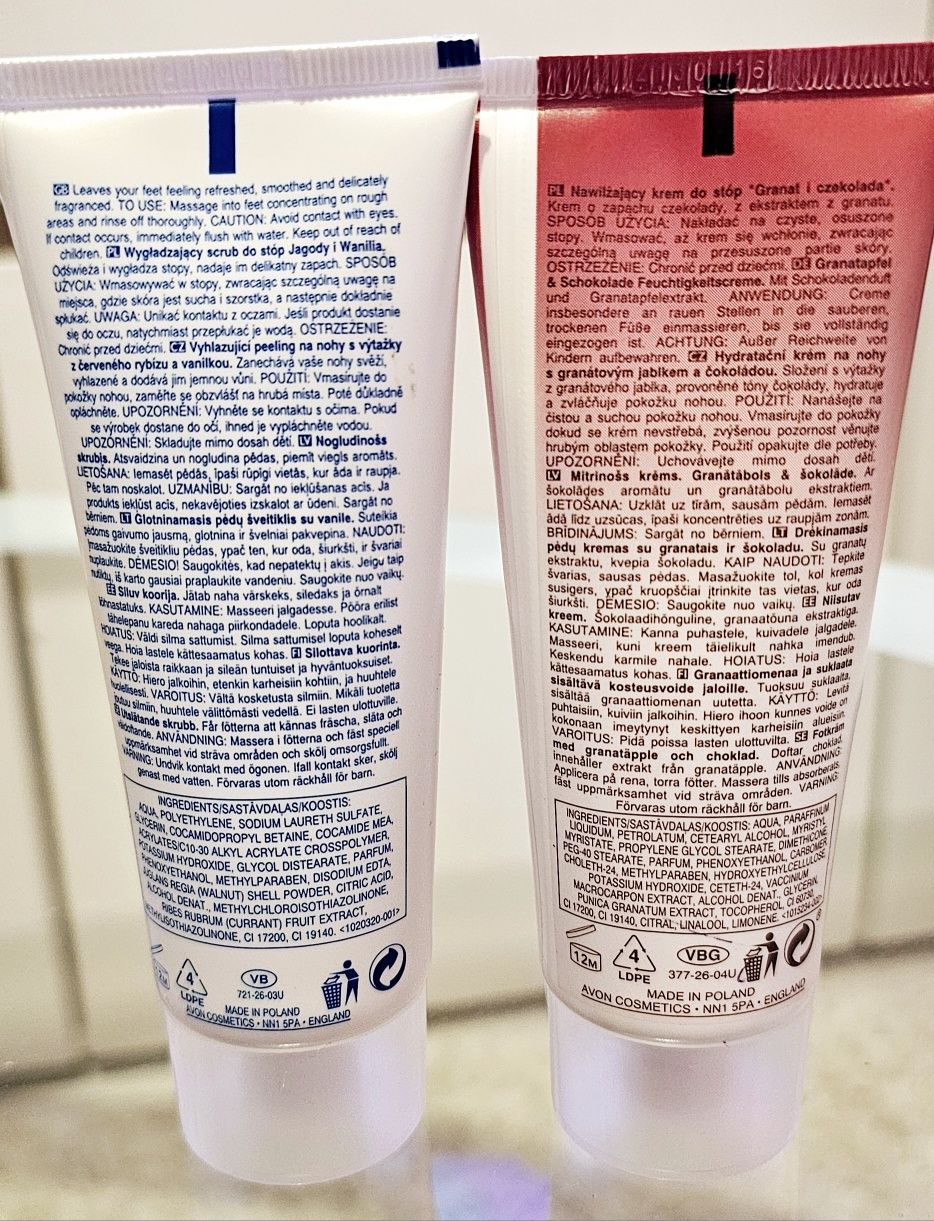 GB Leaves your feet feeling refreshed, smoothed and delicately
fragranced. TO USE: Massage into feet concentrating on rough
areas and rinse off thoroughly. CAUTION: Avoid contact with eyes.
If contact occurs, immediately flush with water. Keep out of reach of
children. PL Wygładzający scrub do stóp Jagody i Wanilia.
Odświeża i wygładza stopy, nadaje im delikatny zapach. SPOSÓB
UŻYCIA: Wmasowywać w stopy, zwracając szczególną uwagę na
miejsca, gdzie skóra jest sucha i szorstka, a następnie dokładnie
spłukać. UWAGA: Unikać kontaktu z oczami. Jeśli produkt dostanie
się do oczu, natychmiast przepłukać je wodą. OSTRZEŻENIE:
Chronić przed dziećmi. CZ Vyhlazující peeling na nohy s výtažky
z červeného rybízu a vanilkou. Zanechává vaše nohy svěží,
vyhlazené a dodává jim jemnou vůni. POUŽITÍ: Vmasírujte do
pokožky nohou, zaměřte se obzvlášť na hrubá místa. Poté důkladně
opláchněte. UPOZORNĚNÍ: Vyhněte se kontaktu s očima. Pokud
se výrobek dostane do očí, ihned je vypláchněte vodou.
UPOZORNĚNÍ: Skladujte mimo dosah dětí. LV Nogludinošs
skrubis. Atsvaidzina un nogludina pēdas, piemīt viegls aromāts.
LIETOŠANA: Iemasēt pēdās, īpaši rūpīgi vietās, kur āda ir raupja.
Pēc tam noskalot. UZMANĪBU: Sargāt no iekļūšanas acīs. Ja
produkts iekļūst acīs, nekavējoties izskalot ar ūdeni. Sargāt no
bērniem. LT Glotninamasis pėdų šveitiklis su vanile. Suteikia
pėdoms gaivumo jausmą, glotnina ir švelniai pakvepina. NAUDOTI:
įmasažuokite šveitikliu pėdas, ypač ten, kur oda, šiurkšti, ir švariai
nuplaukite. DĖMESIO! Saugokitės, kad nepatektų į akis. Jeigu taip
nutiktų, iš karto gausiai praplaukite vandeniu. Saugokite nuo vaikų.
EE Siluv koorija. Jätab naha värskeks, siledaks ja õrnalt
lõhnastatuks. KASUTAMINE: Masseeri jalgadesse. Pööra erilist
tähelepanu kareda nahaga piirkondadele. Loputa hoolikalt.
HOIATUS: Väldi silma sattumist. Silma sattumisel loputa koheselt
veega. Hoia lastele kättesaamatus kohas. FI Silottava kuorinta.
Tekee jaloista raikkaan ja sileän tuntuiset ja hyväntuoksuiset.
KÄYTTÖ: Hiero jalkoihin, etenkin karheisiin kohtiin, ja huuhtele
huolellisesti. VAROITUS: Vältä kosketusta silmiin. Mikäli tuotetta
joutuu silmiin, huuhtele välittömästi vedellä. Ei lasten ulottuville.
SE Utslätande skrubb. Får fötterna att kännas fräscha, släta och
väldoftande. ANVÄNDNING: Massera i fötterna och fäst speciell
uppmärksamhet vid sträva områden och skölj omsorgsfullt.
VARNING: Undvik kontakt med ögonen. Ifall kontakt sker, skölj
genast med vatten. Förvaras utom räckhåll för barn.
INGREDIENTS/SASTĀVDALAS/KOOSTIS:
AQUA, POLYETHYLENE, SODIUM LAURETH SULFATE,
GLYCERIN, COCAMIDOPROPYL BETAINE, COCAMIDE MEA,
ACRYLATES/C10-30 ALKYL ACRYLATE CROSSPOLYMER,
POTASSIUM HYDROXIDE, GLYCOL DISTEARATE, PARFUM,
PHENOXYETHANOL, METHYLPARABEN, DISODIUM EDTA,
JUGLANS REGIA (WALNUT) SHELL POWDER, CITRIC ACID,
ALCOHOL DENAT., METHYLCHLOROISOTHIAZOLINONE,
RIBES RUBRUM (CURRANT) FRUIT EXTRACT,
METHYLISOTHIAZOLINONE, CI 17200, CI 19140. <1020320-001>
12M
4
LDPE
VB
721-26-03U
MADE IN POLAND
AVON COSMETICS • NN1 5PA • ENGLAND
PL Nawilżający krem do stóp "Granat i czekolada".
Krem o zapachu czekolady, z ekstraktem z granatu.
SPOSÓB UŻYCIA: Nakładać na czyste, osuszone
stopy. Wmasować, aż krem się wchłonie, zwracając
szczególną uwagę na przesuszone partie skóry.
OSTRZEŻENIE: Chronić przed dziećmi. DE Granatapfel
& Schokolade Feuchtigkeitscreme. Mit Schokoladenduft
und Granatapfelextrakt. ANWENDUNG: Creme
insbesondere an rauen Stellen in die sauberen,
trockenen Füße einmassieren, bis sie vollständig
eingezogen ist. ACHTUNG: Außer Reichweite von
Kindern aufbewahren. CZ Hydratační krém na nohy
s granátovým jablkem a čokoládou. Složení s výtažky
z granátového jablka, provoněné tóny čokolády, hydratuje
a zvláčňuje pokožku nohou. POUŽITÍ: Nanášejte na
čistou a suchou pokožku nohou. Vmasírujte do pokožky
dokud se krém nevstřebá, zvýšenou pozornost věnujte
hrubým oblastem pokožky. Použití opakujte dle potřeby.
UPOZORNĚNÍ: Uchovávejte mimo dosah dětí.
LV Mitrinošs krēms. Granātābols & šokolāde. Ar
šokolādes aromātu un granātābolu ekstraktiem.
LIETOŠANA: Uzklāt uz tīrām, sausām pēdām. Iemasēt
ādā līdz uzsūcas, īpaši koncentrēties uz raupjām zonām.
BRĪDINĀJUMS: Sargāt no bērniem. LT Drėkinamasis
pėdų kremas su granatais ir šokoladu. Su granatų
ekstraktu, kvepia šokoladu. KAIP NAUDOTI: Tepkite
švarias, sausas pėdas. Masažuokite tol, kol kremas
susigers, ypač kruopščiai įtrinkite tas vietas, kur oda
šiurkšti. DĖMESIO: Saugokite nuo vaikų. EE Niisutav
kreem. Šokolaadihõnguline, granaatõuna ekstraktiga.
KASUTAMINE: Kanna puhastele, kuivadele jalgadele.
Masseeri, kuni kreem täielikult nahka imendub.
Keskendu karmile nahale. HOIATUS: Hoia lastele
kättesaamatus kohas. FI Granaattiomenaa ja suklaata
sisältävä kosteusvoide jaloille. Tuoksuu suklaalta,
sisältää granaattiomenan uutetta. KÄYTTÖ: Levitä
puhtaisiin, kuiviin jalkoihin. Hiero ihoon kunnes voide on
kokonaan imeytynyt keskittyen karheisiin alueisiin.
VAROITUS: Pidä poissa lasten ulottuvilta. SE Fotkräm
med granatäpple och choklad. Doftar choklad,
innehåller extrakt från granatäpple. ANVÄNDNING:
Applicera på rena, torra fötter. Massera tills absorberats,
fäst uppmärksamhet vid sträva områden. VARNING:
Förvaras utom räckhåll för barn.
INGREDIENTS/SASTĀVDALAS/KOOSTIS: AQUA, PARAFFINUM
LIQUIDUM, PETROLATUM, CETEARYL ALCOHOL, MYRISTYL
MYRISTATE, PROPYLENE GLYCOL STEARATE, DIMETHICONE,
PEG-40 STEARATE, PARFUM, PHENOXYETHANOL, CARBOMER,
CHOLETH-24, METHYLPARABEN, HYDROXYETHYLCELLULOSE,
POTASSIUM HYDROXIDE, CETETH-24, VACCINIUM
MACROCARPON EXTRACT, ALCOHOL DENAT., GLYCERIN,
PUNICA GRANATUM EXTRACT, TOCOPHEROL, CI 60730,
CI 17200, CI 19140, CITRAL, LINALOOL, LIMONENE.
12M
4
LDPE
VBG
377-26-04U
MADE IN POLAND
AVON COSMETICS • NN1 5PA • ENGLAND